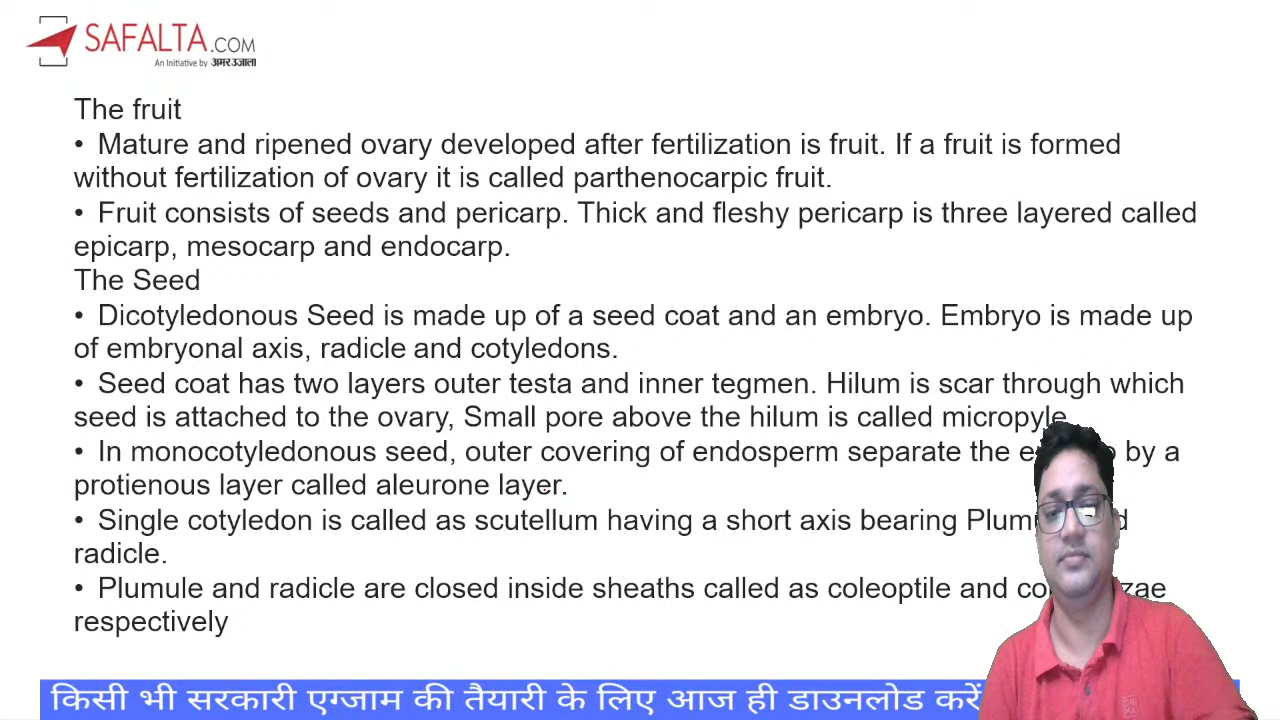 SAFALTA.COM
An Initiative by अमर उजाला
The fruit
• Mature and ripened ovary developed after fertilization is fruit. If a fruit is formed
without fertilization of ovary it is called parthenocarpic fruit.
• Fruit consists of seeds and pericarp. Thick and fleshy pericarp is three layered called
epicarp, mesocarp and endocarp.
The Seed
• Dicotyledonous Seed is made up of a seed coat and an embryo. Embryo is made up
of embryonal axis, radicle and cotyledons.
• Seed coat has two layers outer testa and inner tegmen. Hilum is scar through which
seed is attached to the ovary, Small pore above the hilum is called micropyle.
• In monocotyledonous seed, outer covering of endosperm separate the by a
protienous layer called aleurone layer.
• Single cotyledon is called as scutellum having a short axis bearing
radicle.
• Plumule and radicle are closed inside sheaths called as coleoptile and
respectively
किसी भी सरकारी एग्जाम की तैयारी के लिए आज ही डाउनलोड करें